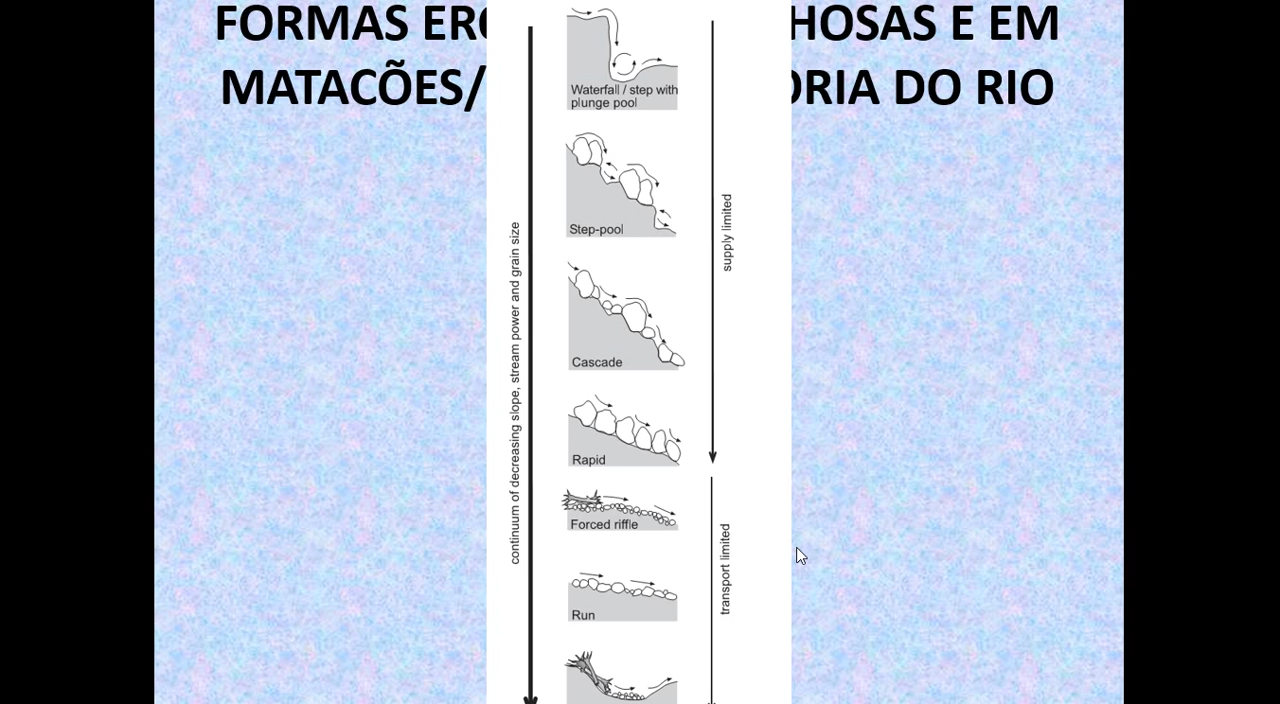 FORMAS ERO HOSAS E EM
MATACÕES/ ORIA DO RIO
Waterfall / step with
plunge pool
Step-pool
Cascade
Rapid
Forced riffle
Run
continuum of decreasing slope, stream power and grain size
supply limited
transport limited